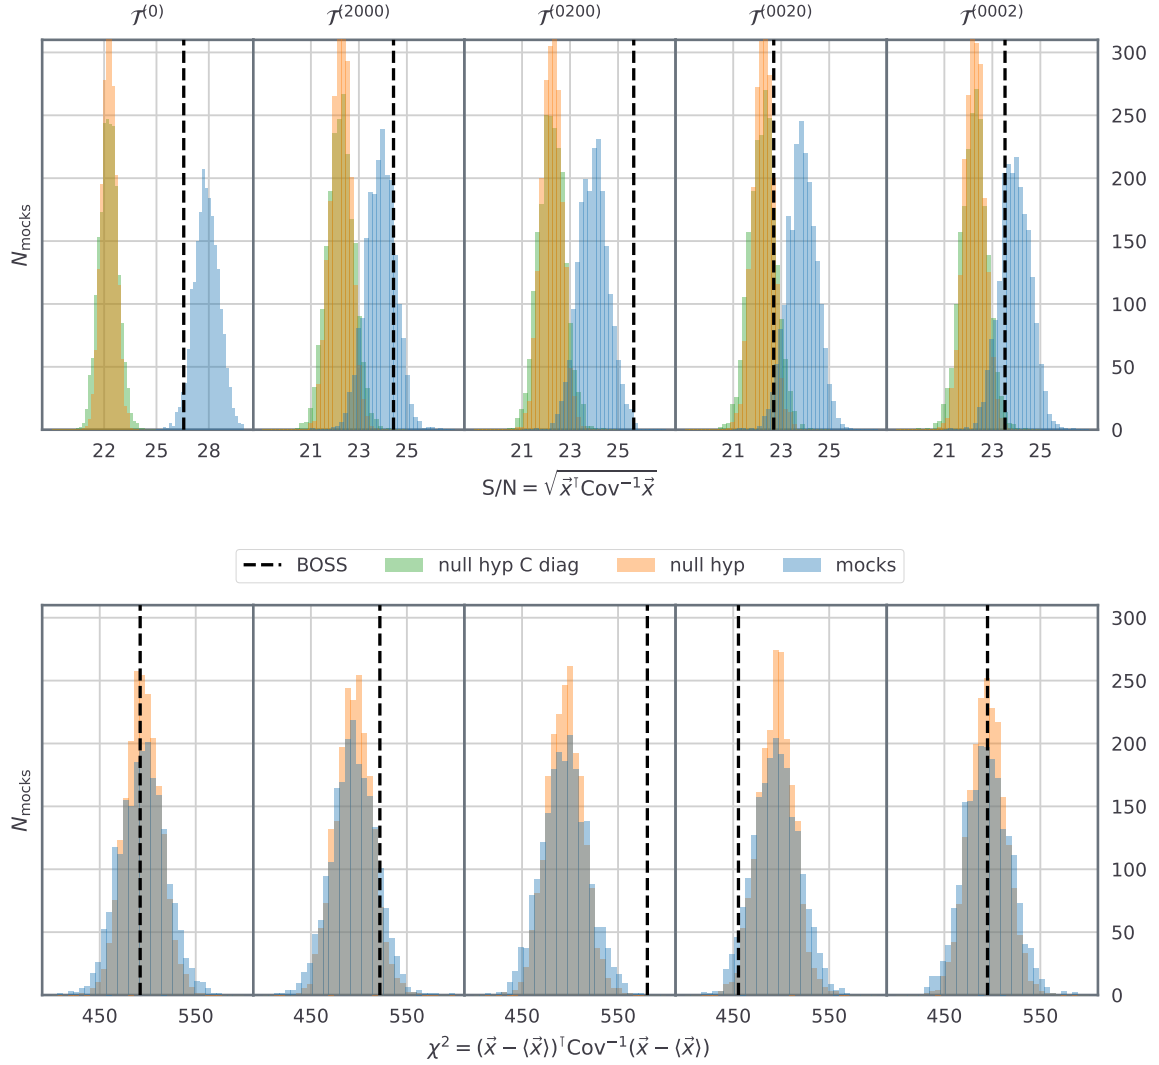 𝒯^(0) 𝒯^(2000) 𝒯^(0200) 𝒯^(0020) 𝒯^(0002)
300
250
200
150
100
50
0
N_mocks
22 25 28 21 23 25 21 23 25 21 23 25 21 23 25
S/N = √(x⃗^⊺ Cov^−1 x⃗)
BOSS null hyp C diag null hyp mocks
300
250
200
150
100
50
0
N_mocks
450 550 450 550 450 550 450 550 450 550
χ^2 = (x⃗ − ⟨x⃗⟩)^⊺ Cov^−1 (x⃗ − ⟨x⃗⟩)